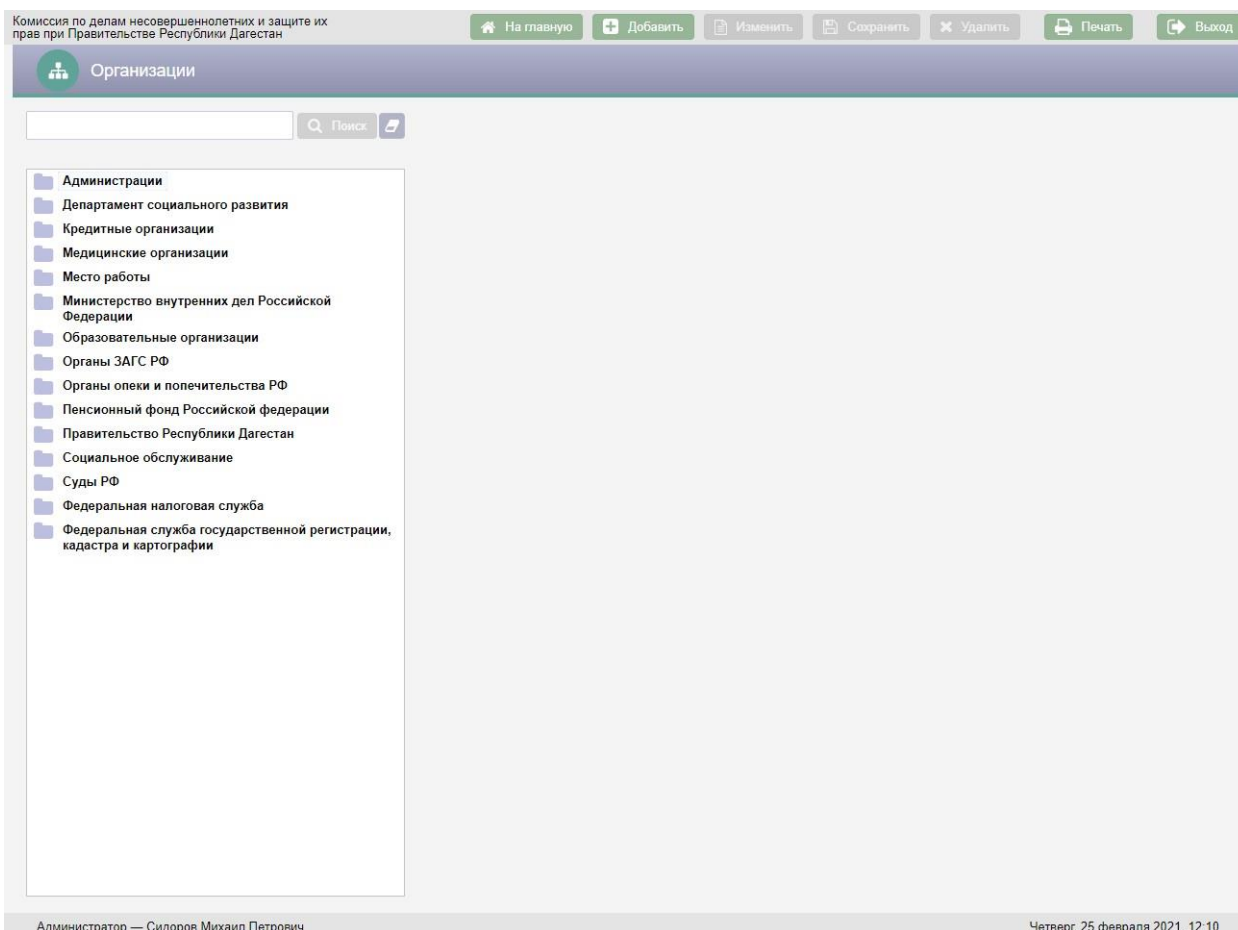 Комиссия по делам несовершеннолетних и защите их
прав при Правительстве Республики Дагестан
На главную
Добавить
Изменить
Сохранить
Удалить
Печать
Выход
Организации
Поиск
Администрации
Департамент социального развития
Кредитные организации
Медицинские организации
Место работы
Министерство внутренних дел Российской
Федерации
Образовательные организации
Органы ЗАГС РФ
Органы опеки и попечительства РФ
Пенсионный фонд Российской федерации
Правительство Республики Дагестан
Социальное обслуживание
Суды РФ
Федеральная налоговая служба
Федеральная служба государственной регистрации,
кадастра и картографии
Администратор — Сидоров Михаил Петрович
Четверг, 25 февраля 2021, 12:10